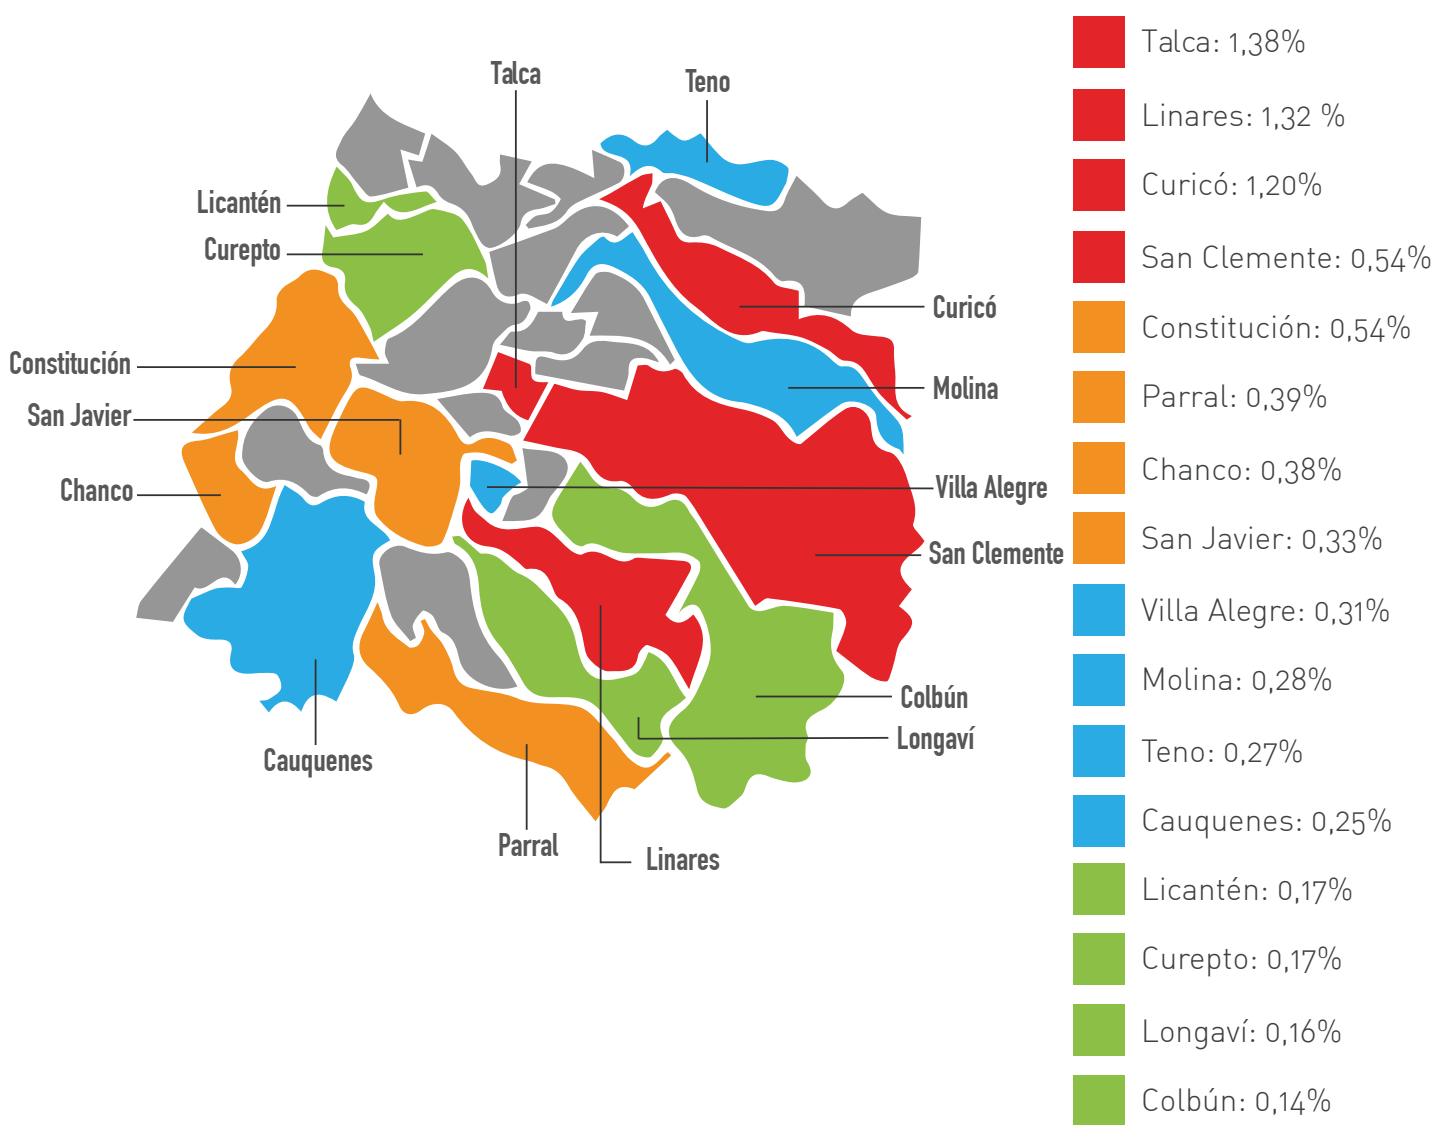 Talca
Teno
Licantén
Curepto
Curicó
Constitución
Molina
San Javier
Chanco
Villa Alegre
San Clemente
Colbún
Longaví
Cauquenes
Parral
Linares
Talca: 1,38%
Linares: 1,32 %
Curicó: 1,20%
San Clemente: 0,54%
Constitución: 0,54%
Parral: 0,39%
Chanco: 0,38%
San Javier: 0,33%
Villa Alegre: 0,31%
Molina: 0,28%
Teno: 0,27%
Cauquenes: 0,25%
Licantén: 0,17%
Curepto: 0,17%
Longaví: 0,16%
Colbún: 0,14%